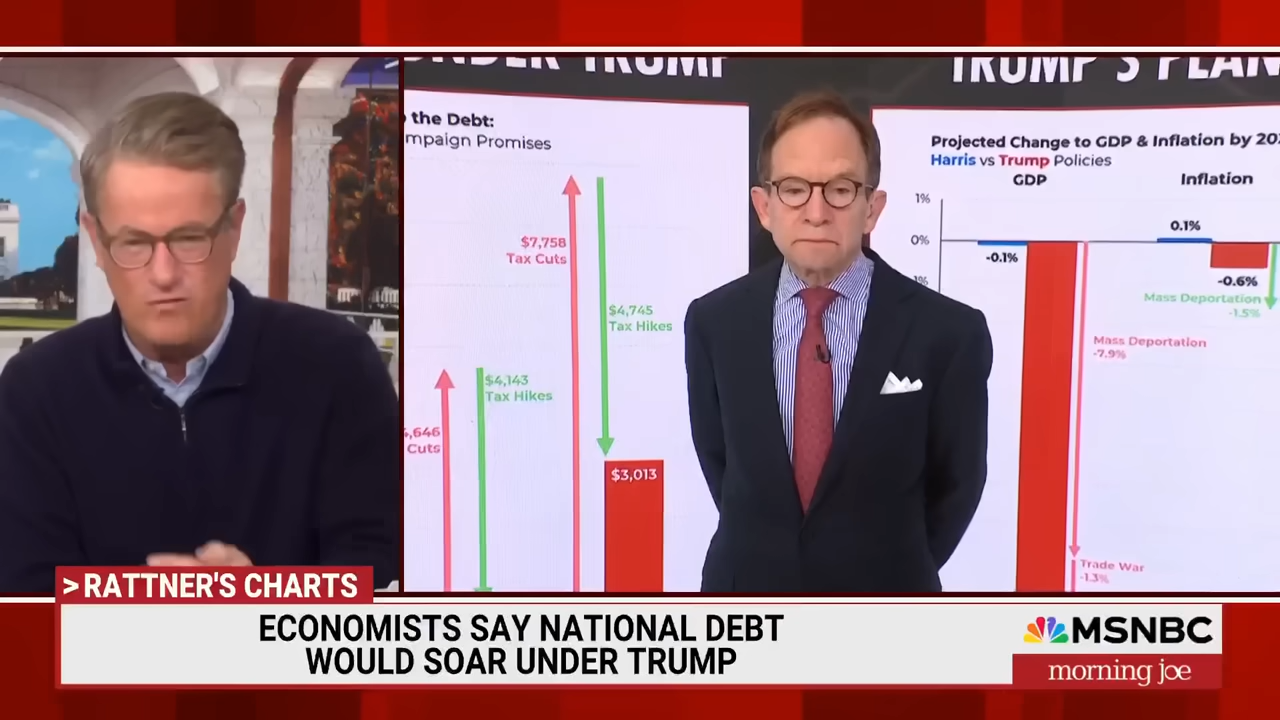 UNDER TRUMP
TRUMP'S PLAN
the Debt:
Projected Change to GDP & Inflation by
mpaign Promises
Harris vs Trump Policies
GDP
Inflation
1%
0.1%
0%
-0.1%
-0.6%
Mass Deportation
-1.5%
$7,758
Tax Cuts
$4,745
Tax Hikes
Mass Deportation
-7.9%
$4,143
Tax Hikes
4,646
Cuts
$3,013
Trade War
-1.3%
> RATTNER'S CHARTS
ECONOMISTS SAY NATIONAL DEBT
WOULD SOAR UNDER TRUMP
MSNBC
morning joe